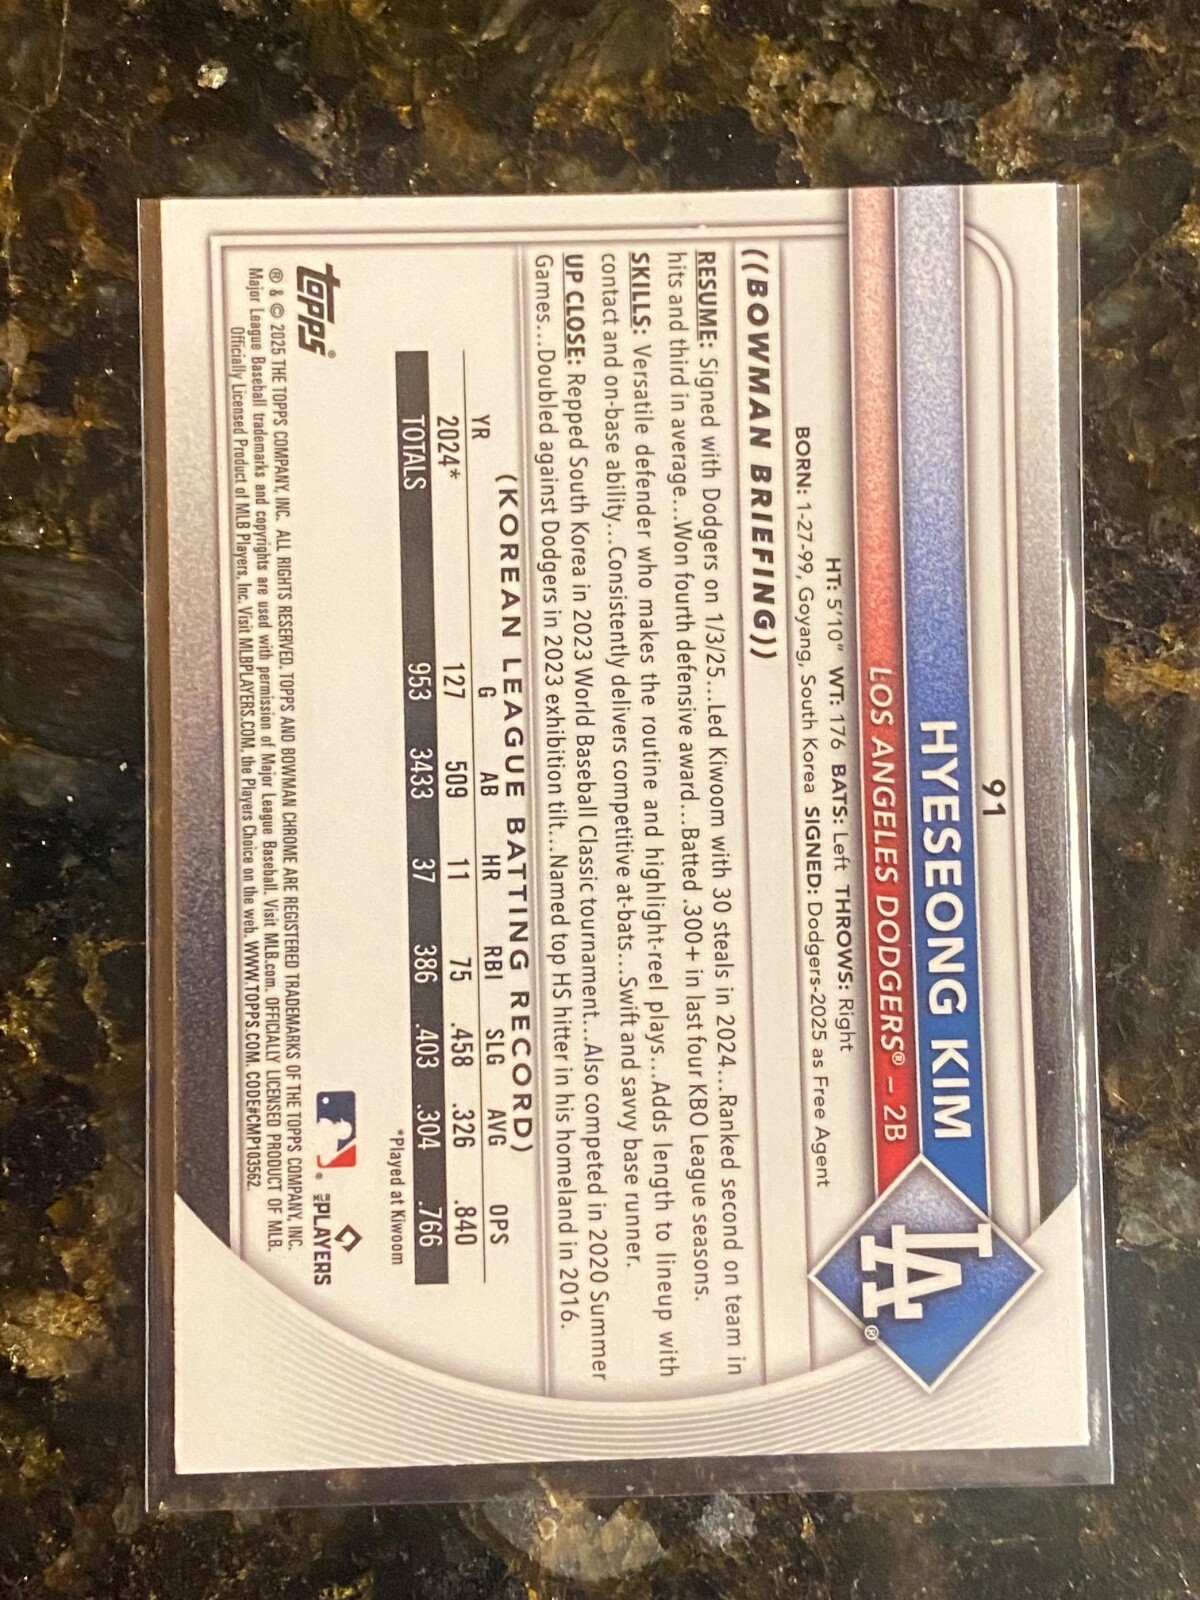 91
HYESEONG KIM
LOS ANGELES DODGERS® – 2B
LA®
HT: 5'10" WT: 176 BATS: Left THROWS: Right
BORN: 1-27-99, Goyang, South Korea SIGNED: Dodgers-2025 as Free Agent
((BOWMAN BRIEFING))
RESUME: Signed with Dodgers on 1/3/25...Led Kiwoom with 30 steals in 2024...Ranked second on team in
hits and third in average...Won fourth defensive award...Batted .300+ in last four KBO League seasons.
SKILLS: Versatile defender who makes the routine and highlight-reel plays...Adds length to lineup with
contact and on-base ability...Consistently delivers competitive at-bats...Swift and savvy base runner.
UP CLOSE: Repped South Korea in 2023 World Baseball Classic tournament...Also competed in 2020 Summer
Games...Doubled against Dodgers in 2023 exhibition tilt...Named top HS hitter in his homeland in 2016.
(KOREAN LEAGUE BATTING RECORD)
YR G AB HR RBI SLG AVG OPS
2024* 127 509 11 75 .458 .326 .840
TOTALS 953 3433 37 386 .403 .304 .766
*Played at Kiwoom
topps®
MLB PLAYERS
® & © 2025 THE TOPPS COMPANY, INC. ALL RIGHTS RESERVED. TOPPS AND BOWMAN CHROME ARE REGISTERED TRADEMARKS OF THE TOPPS COMPANY, INC.
Major League Baseball trademarks and copyrights are used with permission of Major League Baseball. Visit MLB.com. OFFICIALLY LICENSED PRODUCT OF MLB.
Officially Licensed Product of MLB Players, Inc. Visit MLBPLAYERS.COM, the Players Choice on the web. WWW.TOPPS.COM. CODE#CMP103562.